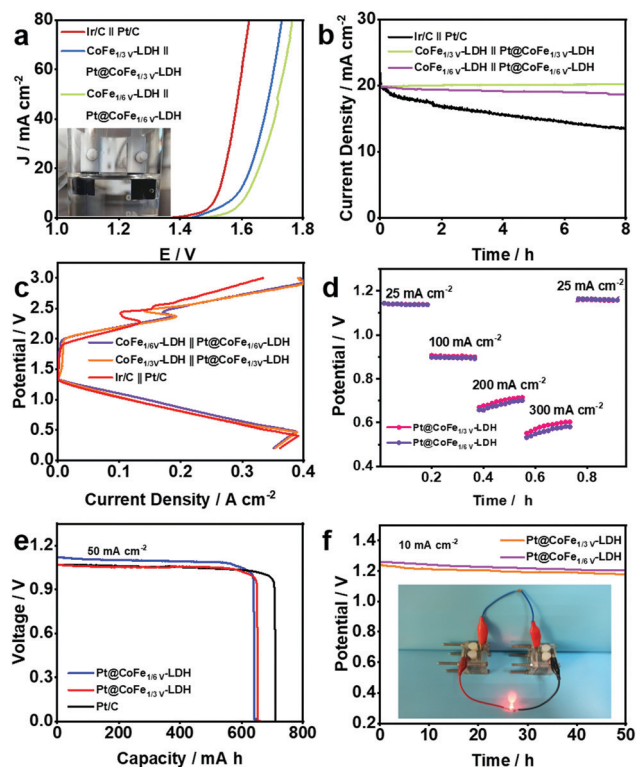 a
Ir/C ॥ Pt/C
CoFe1/3 V-LDH ॥
Pt@CoFe1/3 V-LDH
CoFe1/6 V-LDH ॥
Pt@CoFe1/6 V-LDH
J / mA cm-2
80
60
40
20
0
1.0 1.2 1.4 1.6 1.8
E / V
b
Ir/C ॥ Pt/C
CoFe1/3 V-LDH ॥ Pt@CoFe1/3 V-LDH
CoFe1/6 V-LDH ॥ Pt@CoFe1/6 V-LDH
Current Density / mA cm-2
30
20
10
0
0 2 4 6 8
Time / h
c
CoFe1/6V-LDH || Pt@CoFe1/6V-LDH
CoFe1/3V-LDH || Pt@CoFe1/3V-LDH
Ir/C || Pt/C
Potential / V
3.0
2.5
2.0
1.5
1.0
0.5
0.0
0.0 0.1 0.2 0.3 0.4
Current Density / A cm-2
d
25 mA cm-2
25 mA cm-2
100 mA cm-2
200 mA cm-2
300 mA cm-2
Pt@CoFe1/3 V-LDH
Pt@CoFe1/6 V-LDH
Potential / V
1.2
0.9
0.6
0.4
0.2 0.4 0.6 0.8
Time / h
e
50 mA cm-2
Pt@CoFe1/6 V-LDH
Pt@CoFe1/3 V-LDH
Pt/C
Voltage / V
1.2
0.9
0.6
0.3
0.0
0 200 400 600 800
Capacity / mA h
f
10 mA cm-2
Pt@CoFe1/3 V-LDH
Pt@CoFe1/6 V-LDH
Potential / V
1.4
1.2
1.0
0.8
0.6
0.4
0.2
0 10 20 30 40 50
Time / h